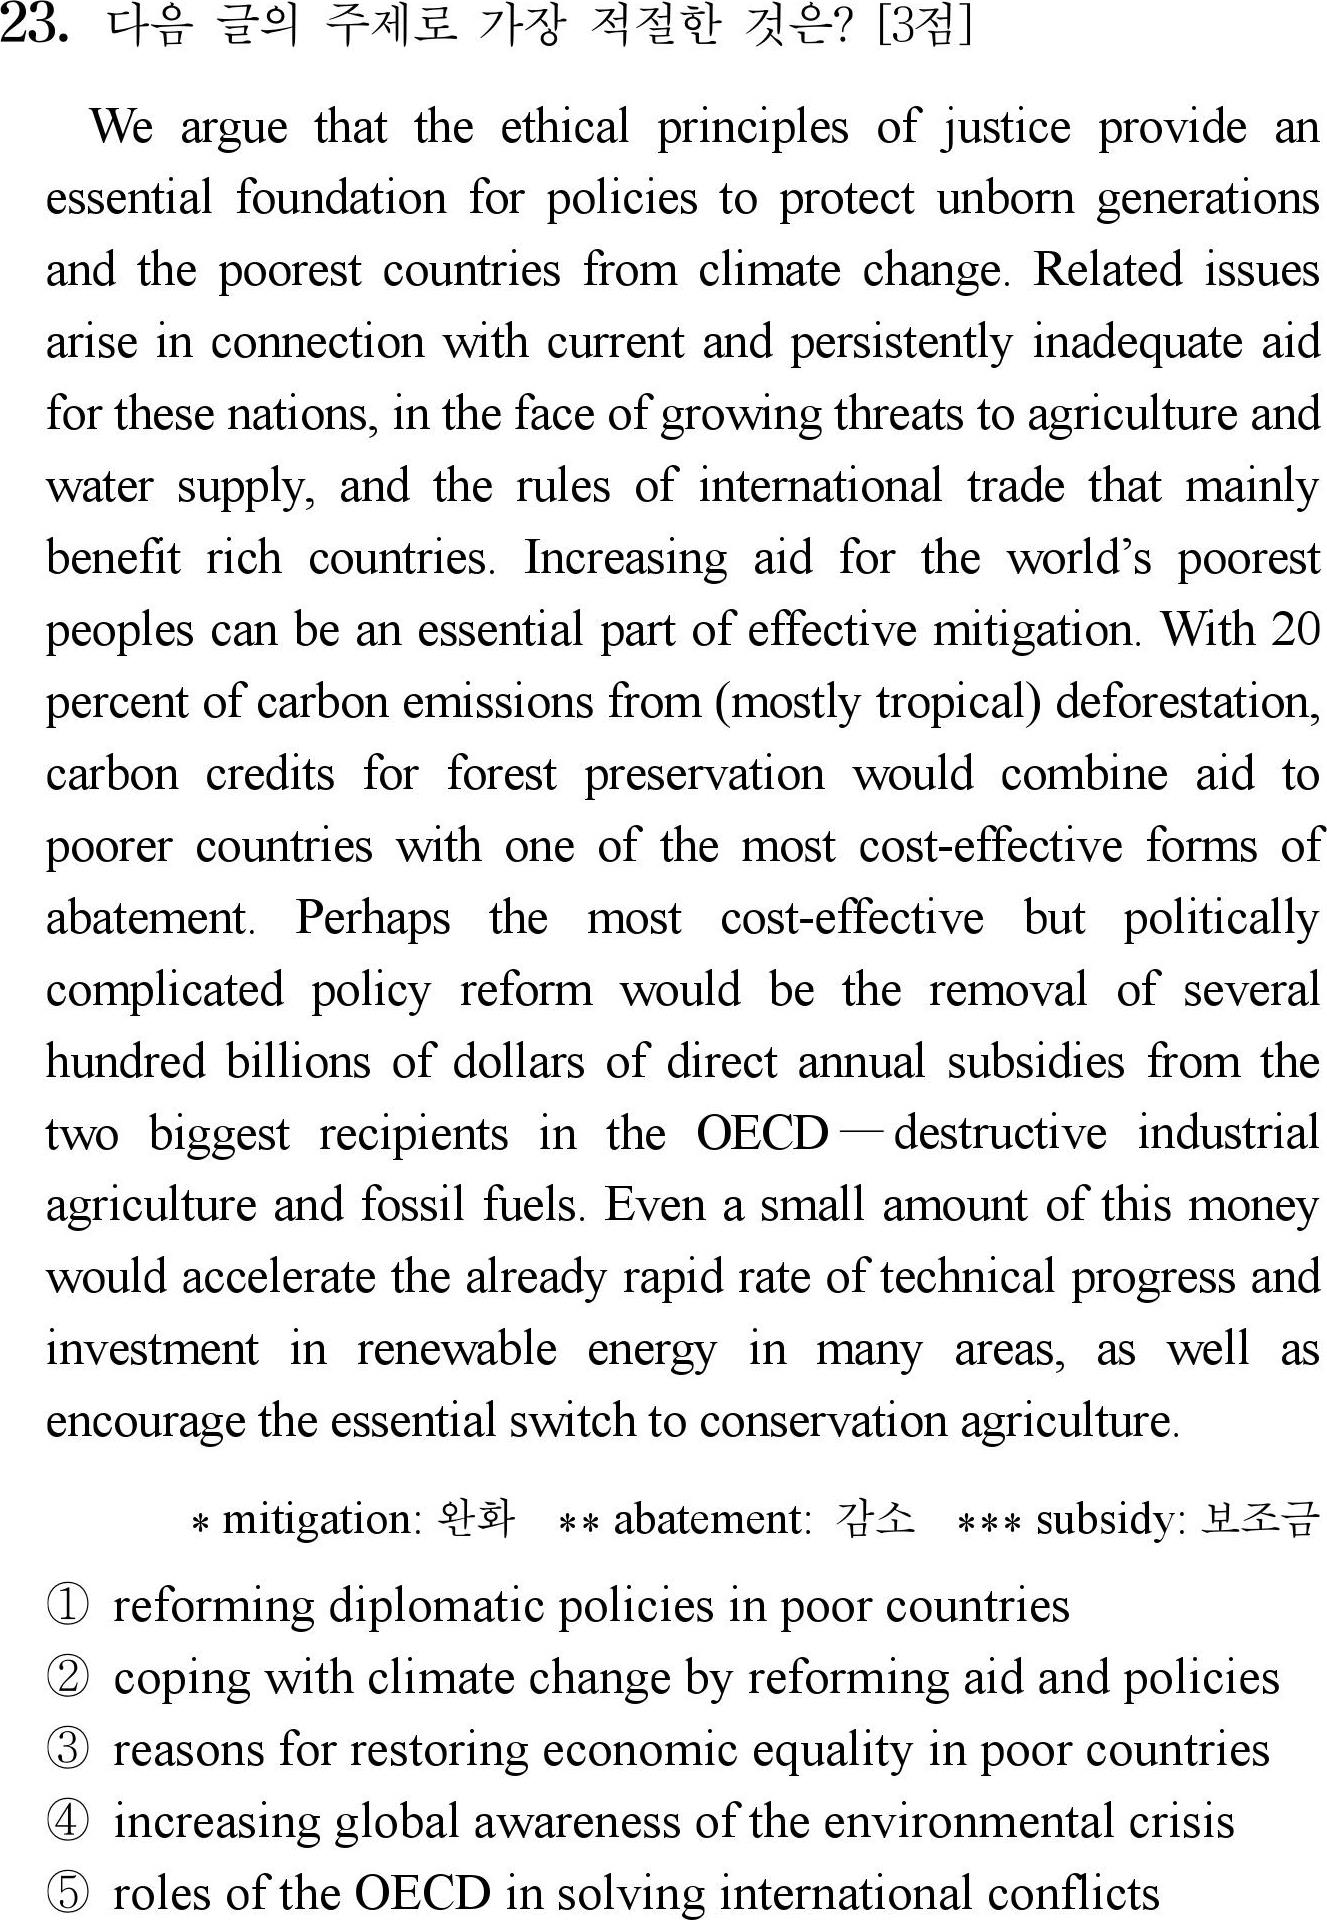 23. 다음 글의 주제로 가장 적절한 것은? [3점]
We argue that the ethical principles of justice provide an
essential foundation for policies to protect unborn generations
and the poorest countries from climate change. Related issues
arise in connection with current and persistently inadequate aid
for these nations, in the face of growing threats to agriculture and
water supply, and the rules of international trade that mainly
benefit rich countries. Increasing aid for the world’s poorest
peoples can be an essential part of effective mitigation. With 20
percent of carbon emissions from (mostly tropical) deforestation,
carbon credits for forest preservation would combine aid to
poorer countries with one of the most cost-effective forms of
abatement. Perhaps the most cost-effective but politically
complicated policy reform would be the removal of several
hundred billions of dollars of direct annual subsidies from the
two biggest recipients in the OECD — destructive industrial
agriculture and fossil fuels. Even a small amount of this money
would accelerate the already rapid rate of technical progress and
investment in renewable energy in many areas, as well as
encourage the essential switch to conservation agriculture.
* mitigation: 완화 ** abatement: 감소 *** subsidy: 보조금
① reforming diplomatic policies in poor countries
② coping with climate change by reforming aid and policies
③ reasons for restoring economic equality in poor countries
④ increasing global awareness of the environmental crisis
⑤ roles of the OECD in solving international conflicts